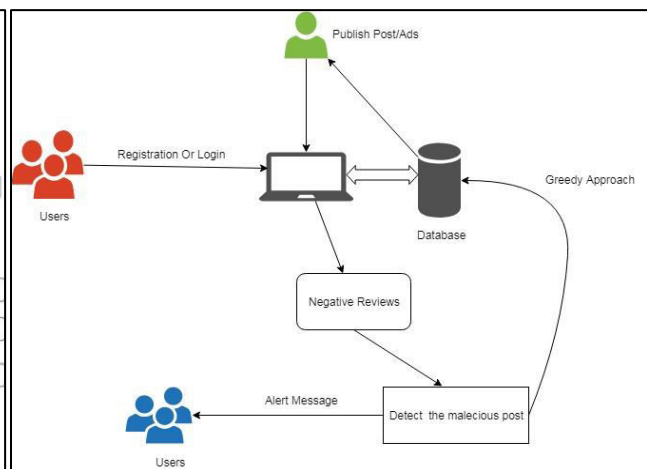 Publish Post/Ads
Registration Or Login
Greedy Approach
Users
Database
Negative Reviews
Alert Message
Detect the malecious post
Users